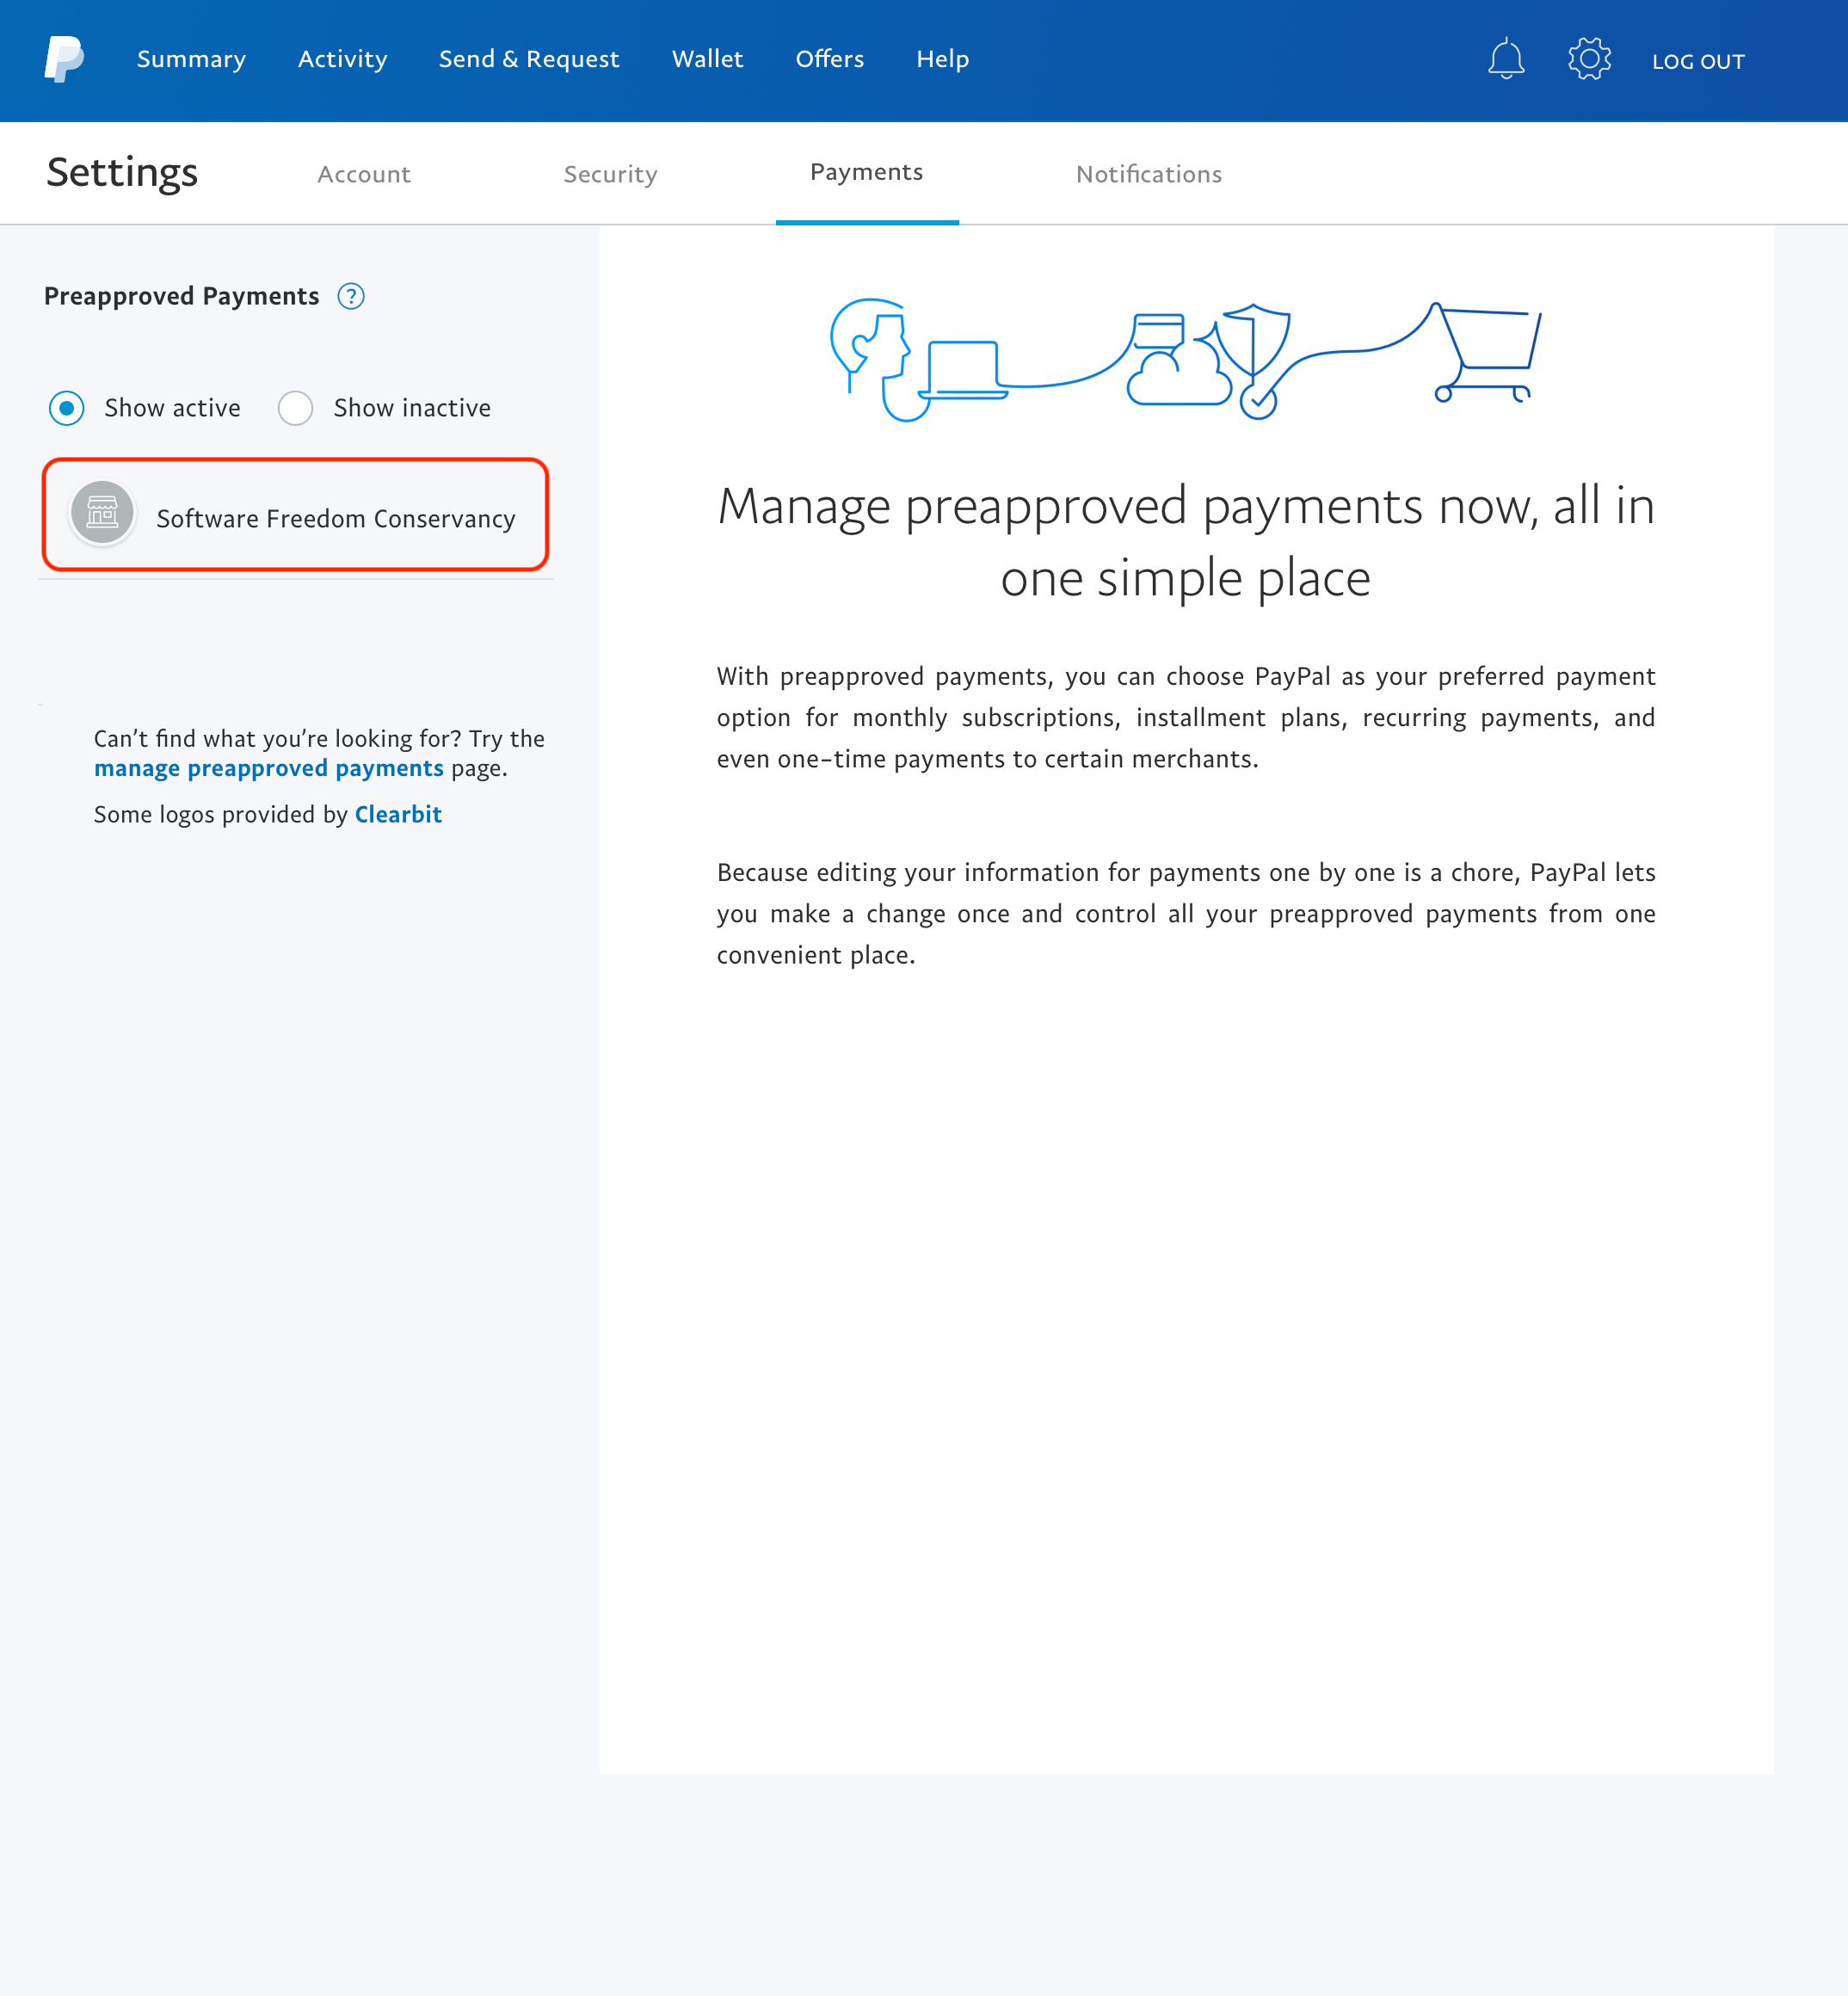 Summary Activity Send & Request Wallet Offers Help LOG OUT
Settings Account Security Payments Notifications
Preapproved Payments ?
Show active Show inactive
Software Freedom Conservancy
Can’t find what you’re looking for? Try the
manage preapproved payments page.
Some logos provided by Clearbit
Manage preapproved payments now, all in
one simple place
With preapproved payments, you can choose PayPal as your preferred payment
option for monthly subscriptions, installment plans, recurring payments, and
even one-time payments to certain merchants.
Because editing your information for payments one by one is a chore, PayPal lets
you make a change once and control all your preapproved payments from one
convenient place.